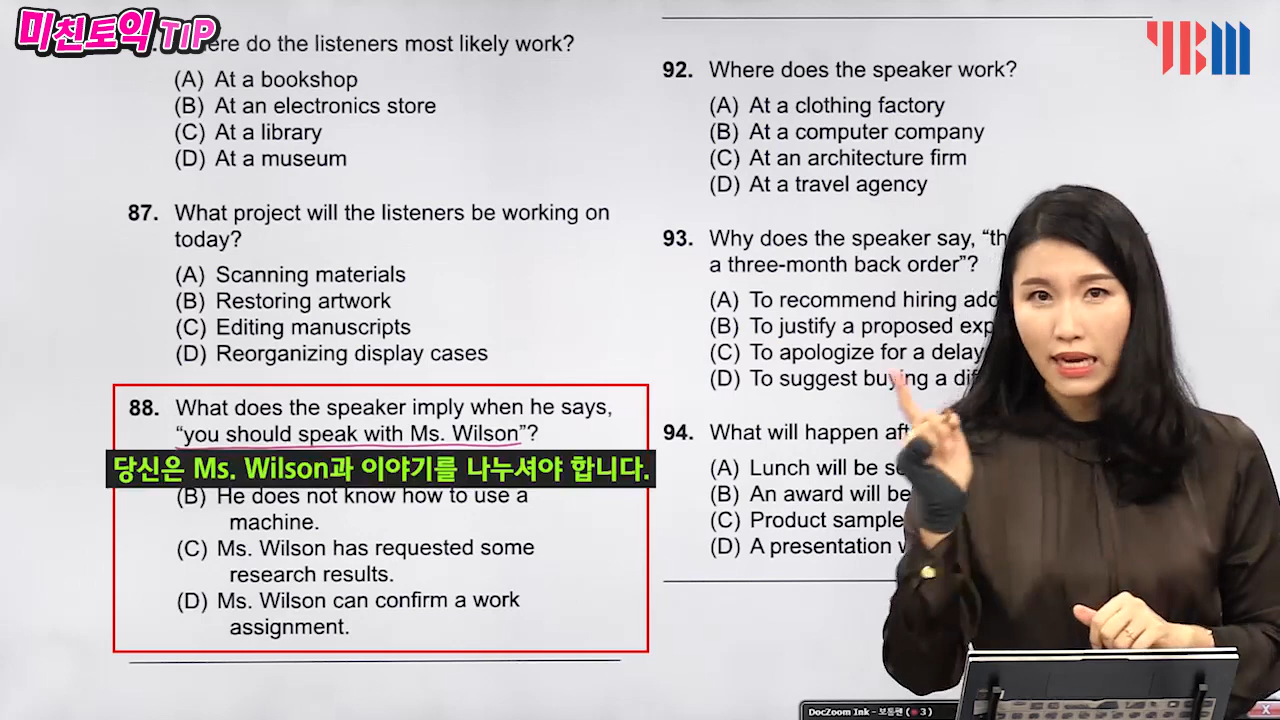 미친토익 TIP
ere do the listeners most likely work?
(A) At a bookshop
(B) At an electronics store
(C) At a library
(D) At a museum
87. What project will the listeners be working on
today?
(A) Scanning materials
(B) Restoring artwork
(C) Editing manuscripts
(D) Reorganizing display cases
88. What does the speaker imply when he says,
“you should speak with Ms. Wilson”?
당신은 Ms. Wilson과 이야기를 나누셔야 합니다.
(B) He does not know how to use a
machine.
(C) Ms. Wilson has requested some
research results.
(D) Ms. Wilson can confirm a work
assignment.
YBM
92. Where does the speaker work?
(A) At a clothing factory
(B) At a computer company
(C) At an architecture firm
(D) At a travel agency
93. Why does the speaker say, “th
a three-month back order”?
(A) To recommend hiring add
(B) To justify a proposed exp
(C) To apologize for a delay
(D) To suggest buying a dif
94. What will happen aft
(A) Lunch will be se
(B) An award will be
(C) Product sample
(D) A presentation w
DocZoom Ink - 보통펜 ( 3 )